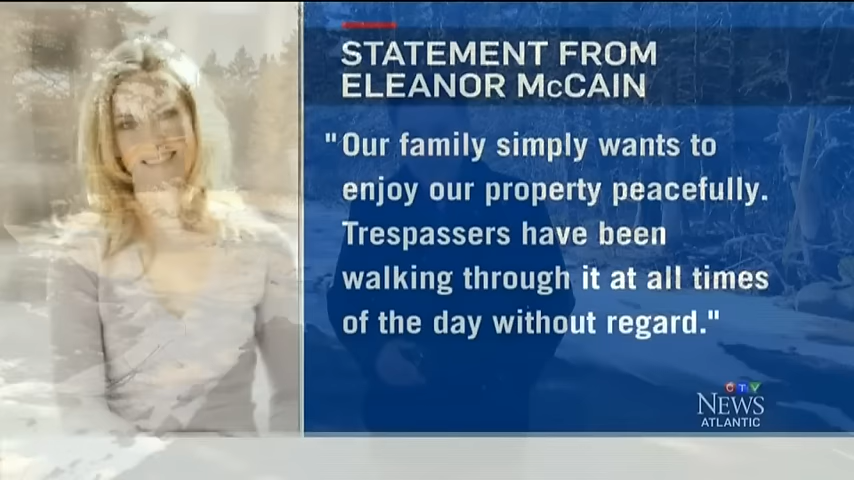 STATEMENT FROM
ELEANOR McCAIN
"Our family simply wants to
enjoy our property peacefully.
Trespassers have been
walking through it at all times
of the day without regard."
CTV
NEWS
ATLANTIC